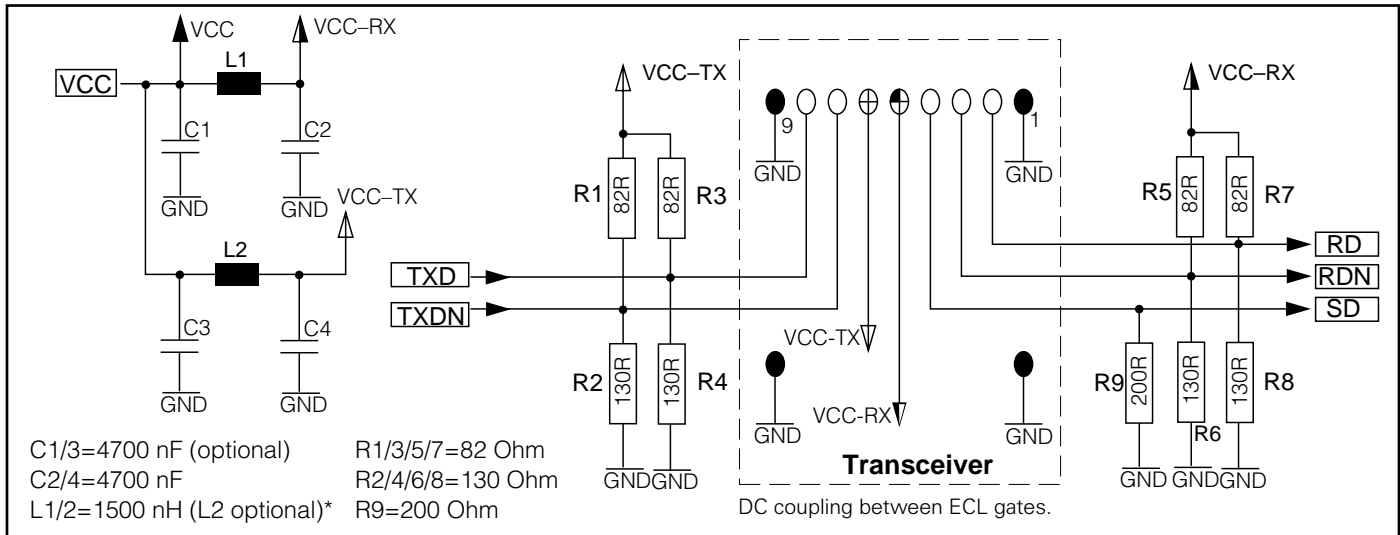 VCC
VCC–RX
L1
VCC
C1
C2
GND
GND
VCC–TX
L2
C3
C4
GND
GND
C1/3=4700 nF (optional)
C2/4=4700 nF
L1/2=1500 nH (L2 optional)*
R1/3/5/7=82 Ohm
R2/4/6/8=130 Ohm
R9=200 Ohm
VCC–TX
R1
82R
82R
R3
TXD
TXDN
R2
130R
130R
R4
GND
GND
9
1
GND
GND
VCC-TX
VCC-RX
GND
GND
Transceiver
DC coupling between ECL gates.
VCC–RX
R5
82R
82R
R7
RD
RDN
SD
R9
200R
130R
130R
R8
R6
GND
GND
GND